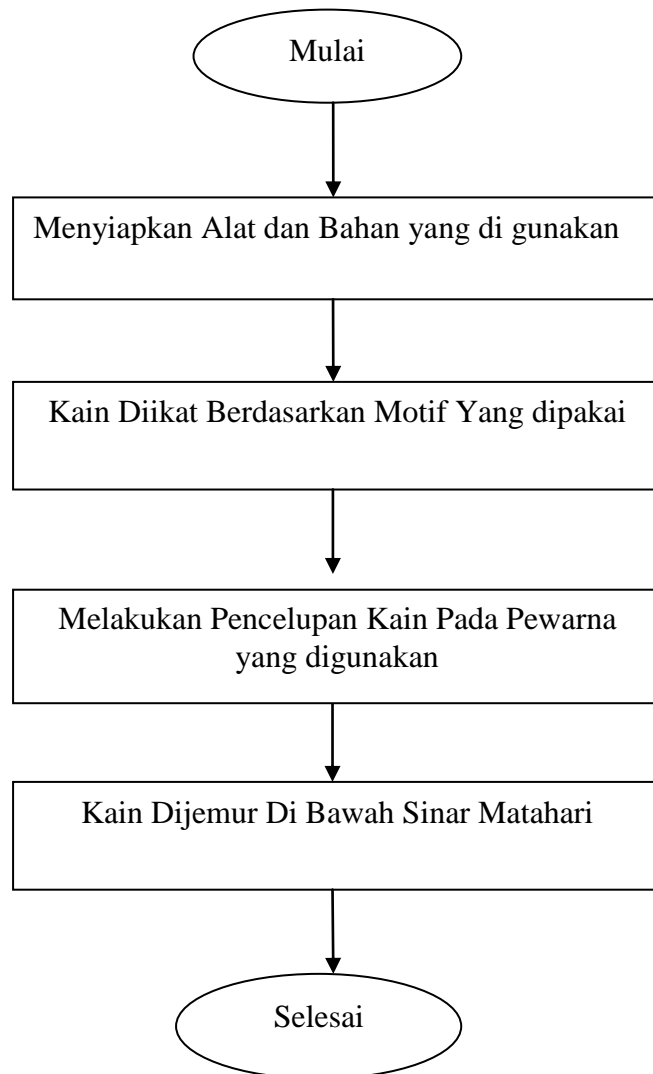 Mulai
Menyiapkan Alat dan Bahan yang di gunakan
Kain Diikat Berdasarkan Motif Yang dipakai
Melakukan Pencelupan Kain Pada Pewarna
yang digunakan
Kain Dijemur Di Bawah Sinar Matahari
Selesai